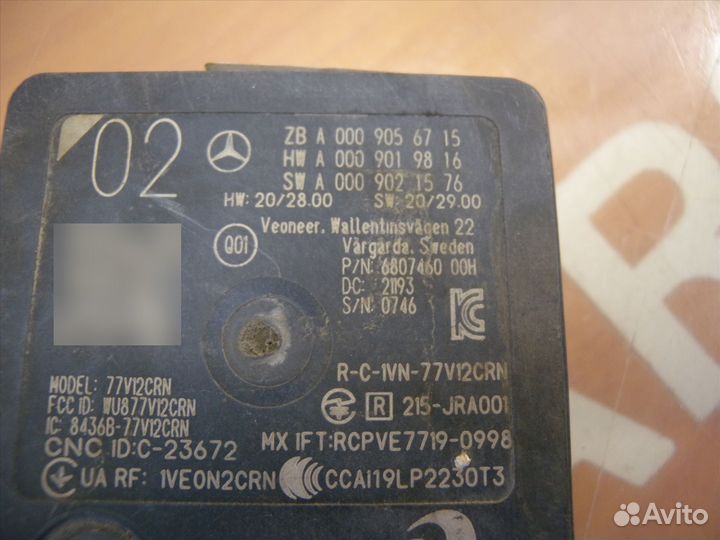 02
ZB A 000 905 67 15
HW A 000 901 98 16
SW A 000 902 15 76
HW: 20/28.00 SW: 20/29.00
Veoneer, Wallentinsvägen 22
Vårgårda, Sweden
Q01
P/N: 6807460 00H
DC: 21193
S/N: 0746
R-C-1VN-77V12CRN
MODEL: 77V12CRN
FCC ID: WU877V12CRN
IC: 8436B-77V12CRN
R 215-JRA001
CNC ID:C-23672
MX IFT:RCPVE7719-0998
UA RF: 1VEON2CRN
CCAI19LP2230T3
Avito